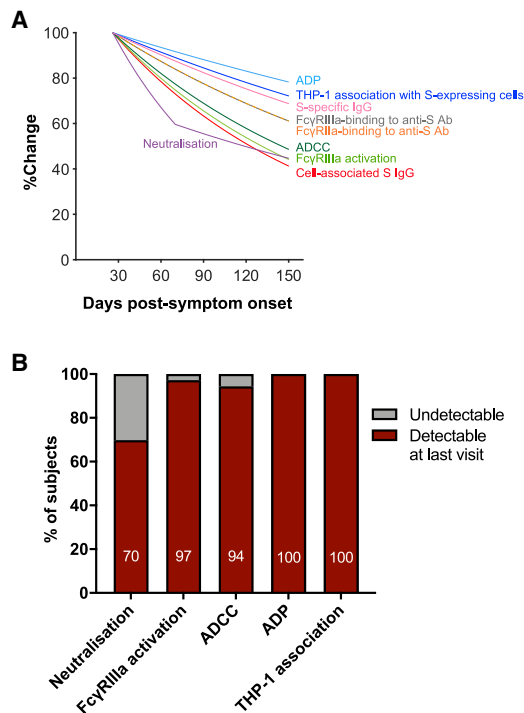 A
100
80
60
40
20
0
%Change
30 60 90 120 150
Days post-symptom onset
ADP
THP-1 association with S-expressing cells
S-specific IgG
FcγRIIIa-binding to anti-S Ab
FcγRIIa-binding to anti-S Ab
ADCC
FcγRIIIa activation
Cell-associated S IgG
Neutralisation
B
100
80
60
40
20
0
% of subjects
70 97 94 100 100
Neutralisation
FcγRIIIa activation
ADCC
ADP
THP-1 association
Undetectable
Detectable
at last visit